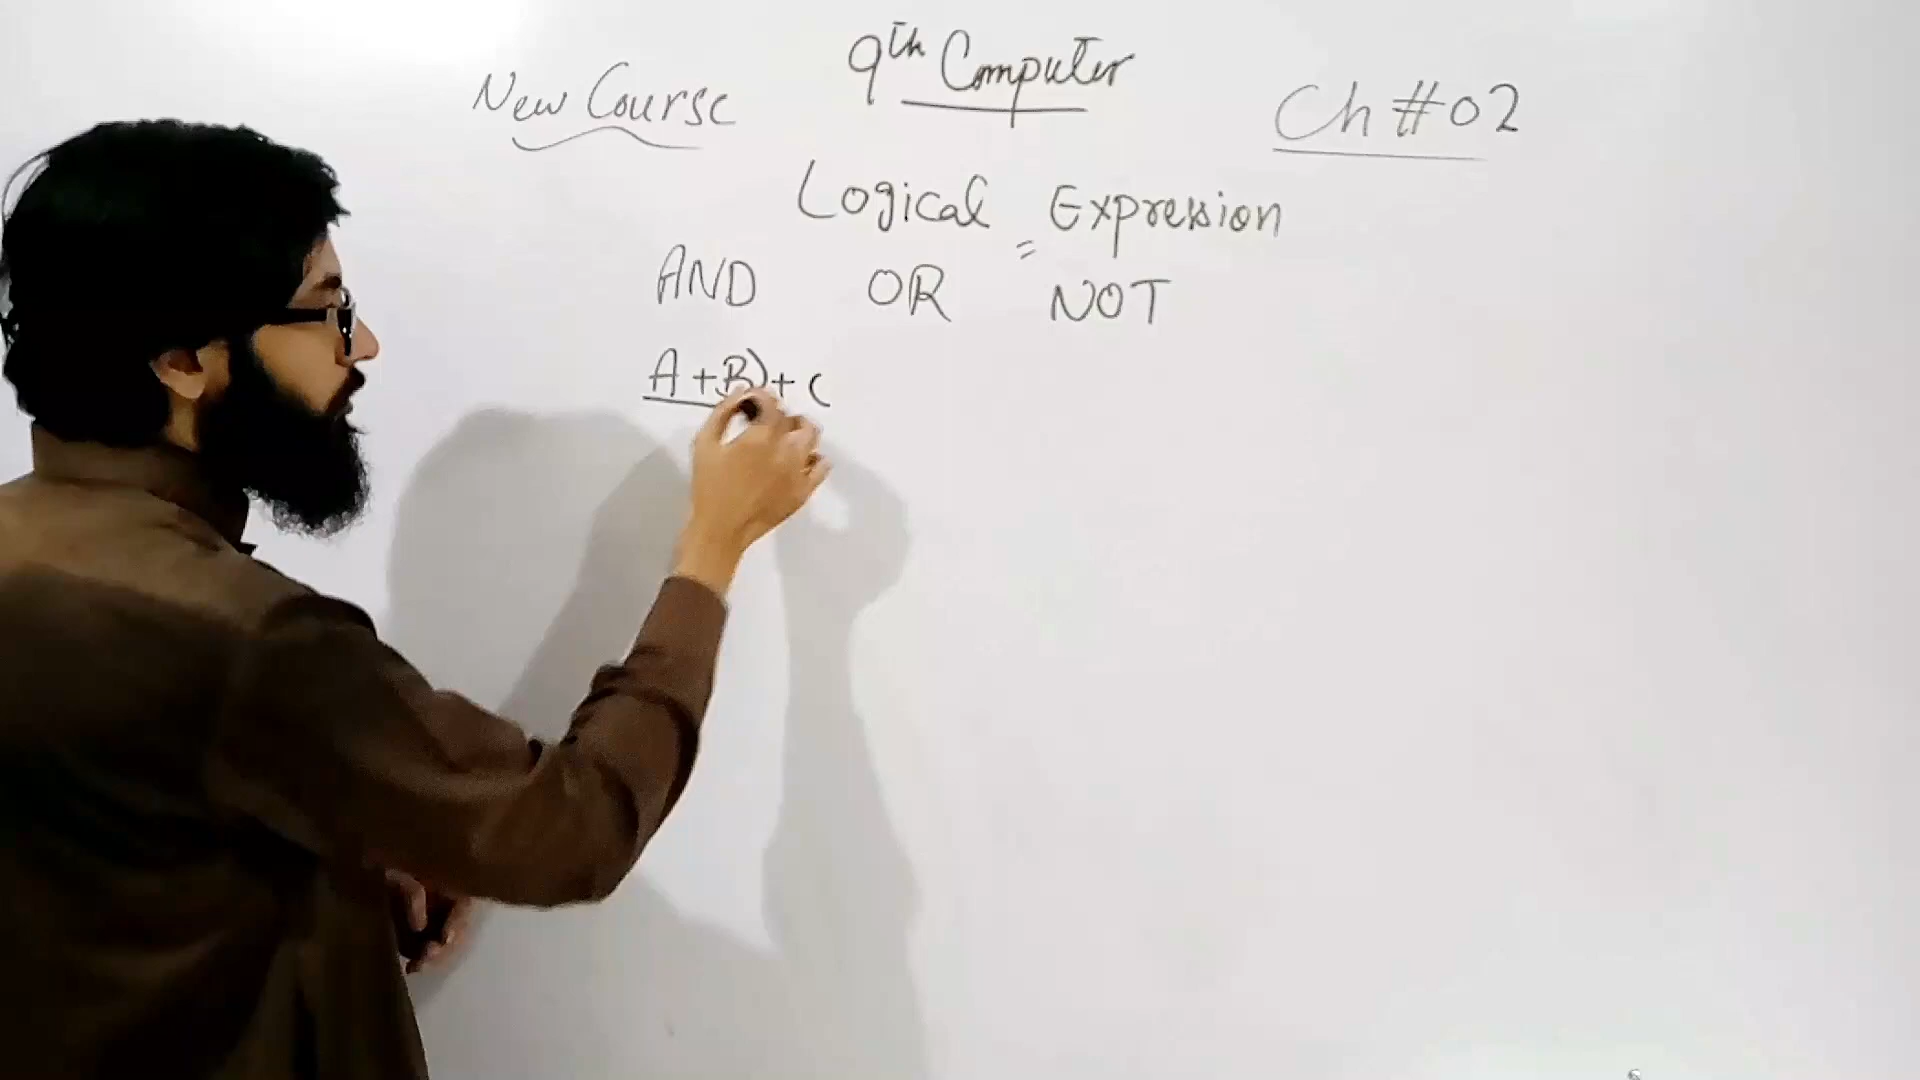 New Course 9th Computer Ch #02
Logical Expression
AND OR NOT
A+B)+C